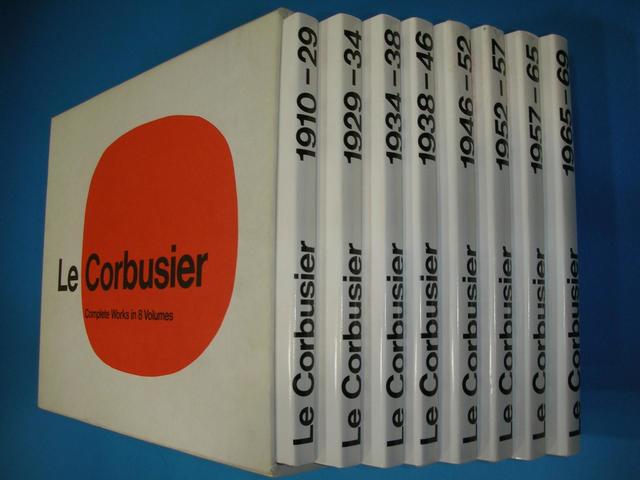 Le Corbusier
Complete Works in 8 Volumes
Le Corbusier 1910–29
Le Corbusier 1929–34
Le Corbusier 1934–38
Le Corbusier 1938–46
Le Corbusier 1946–52
Le Corbusier 1952–57
Le Corbusier 1957–65
Le Corbusier 1965–69